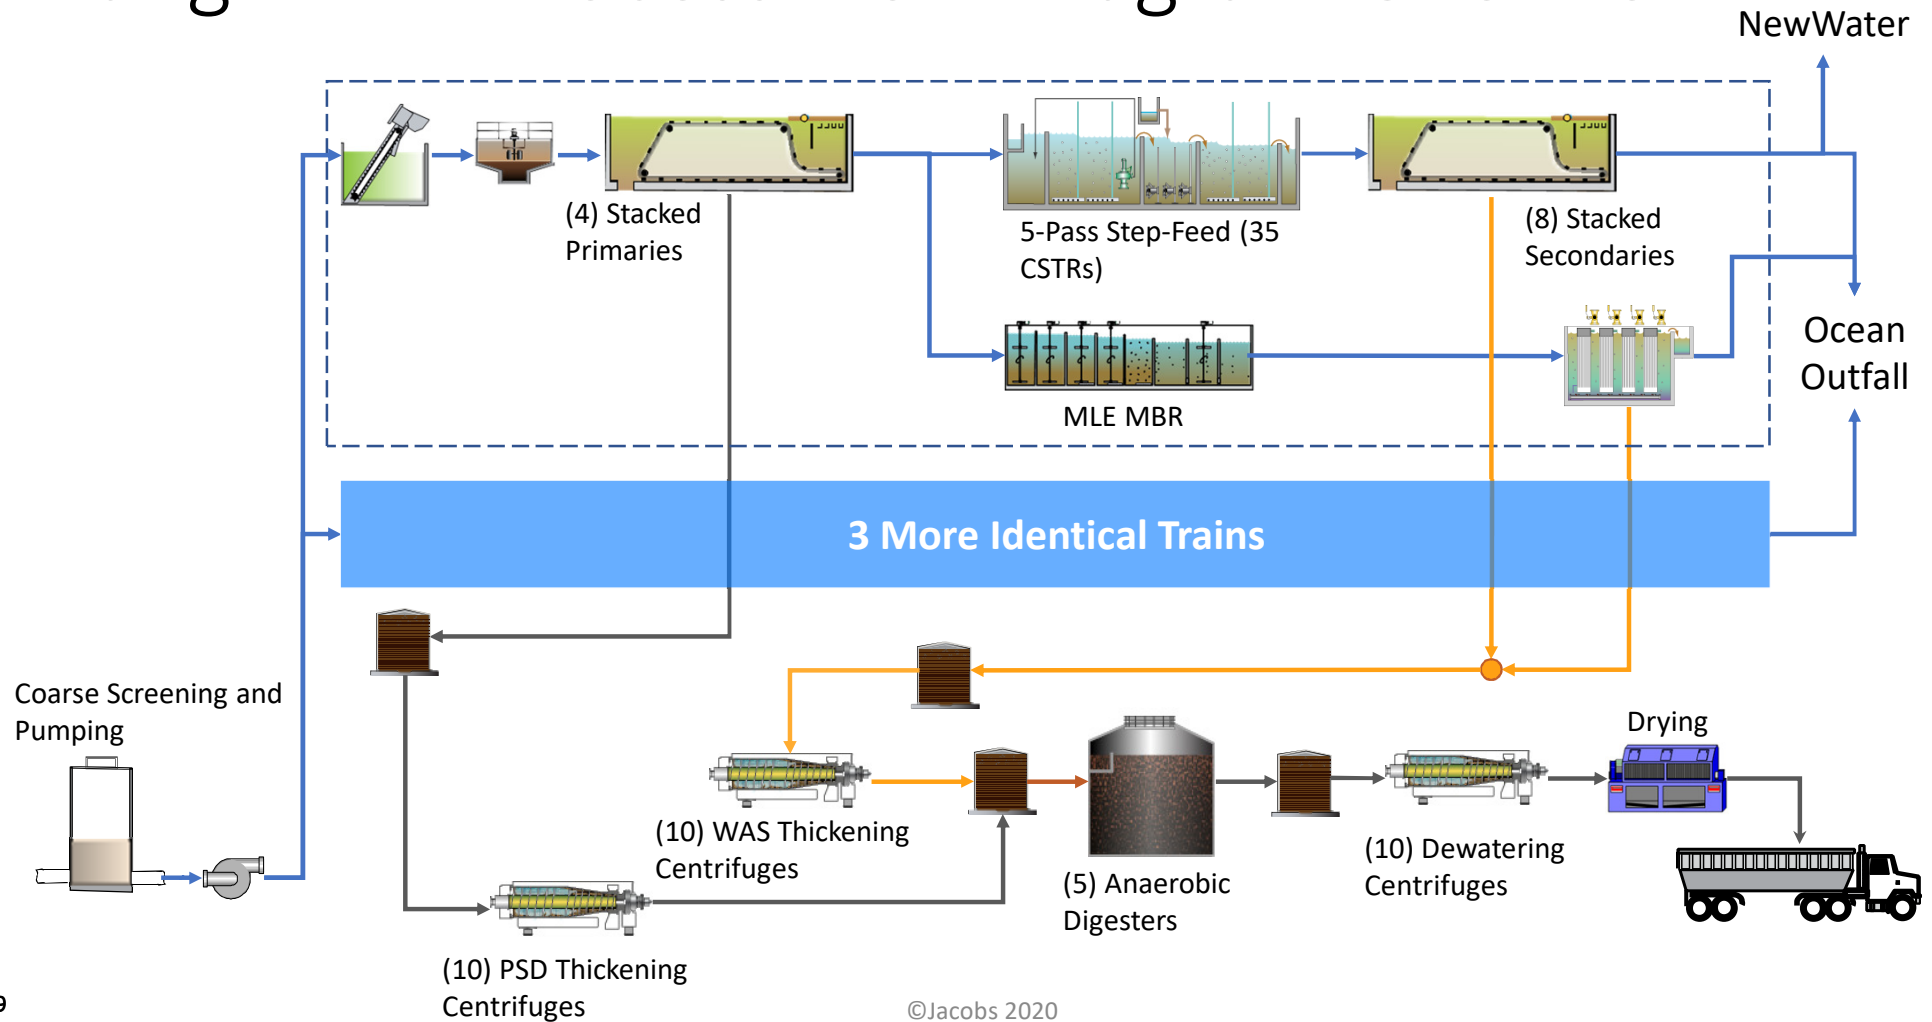 NewWater
(4) Stacked
Primaries
5-Pass Step-Feed (35
CSTRs)
(8) Stacked
Secondaries
MLE MBR
Ocean
Outfall
3 More Identical Trains
Coarse Screening and
Pumping
Drying
(10) WAS Thickening
Centrifuges
(5) Anaerobic
Digesters
(10) Dewatering
Centrifuges
(10) PSD Thickening
Centrifuges
9
©Jacobs 2020